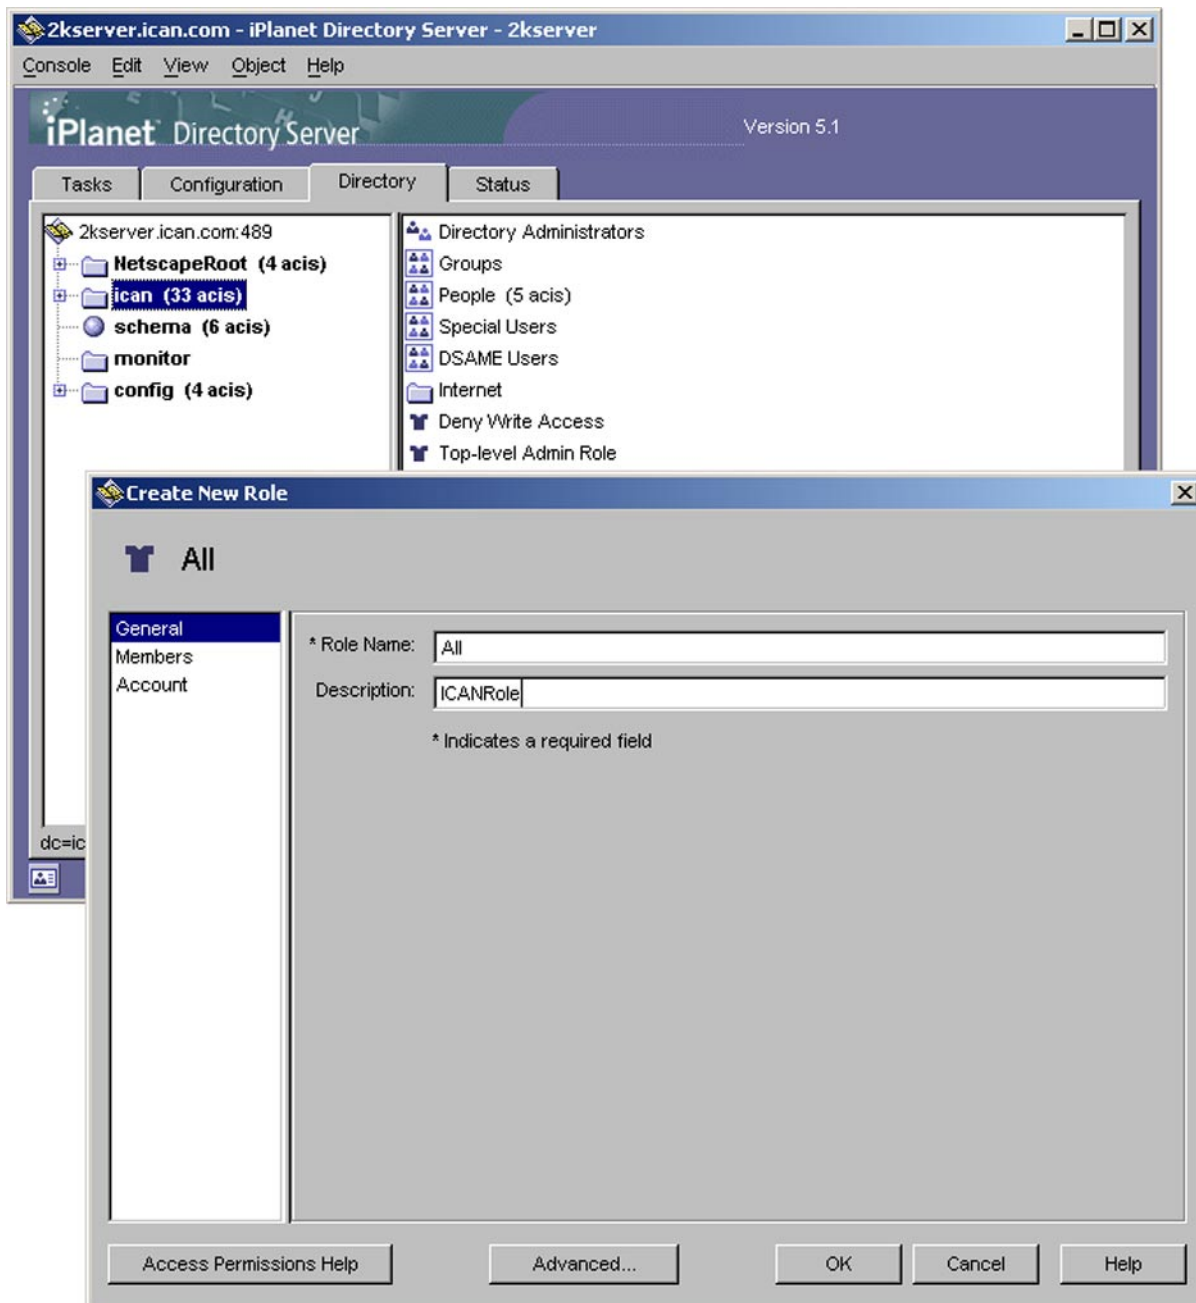 2kserver.ican.com - iPlanet Directory Server - 2kserver
Console Edit View Object Help
iPlanet Directory Server
Version 5.1
Tasks Configuration Directory Status
2kserver.ican.com:489
NetscapeRoot (4 acis)
ican (33 acis)
schema (6 acis)
monitor
config (4 acis)
Directory Administrators
Groups
People (5 acis)
Special Users
DSAME Users
Internet
Deny Write Access
Top-level Admin Role
dc=ic
Create New Role
All
General
Members
Account
* Role Name: All
Description: ICANRole
* Indicates a required field
Access Permissions Help Advanced... OK Cancel Help